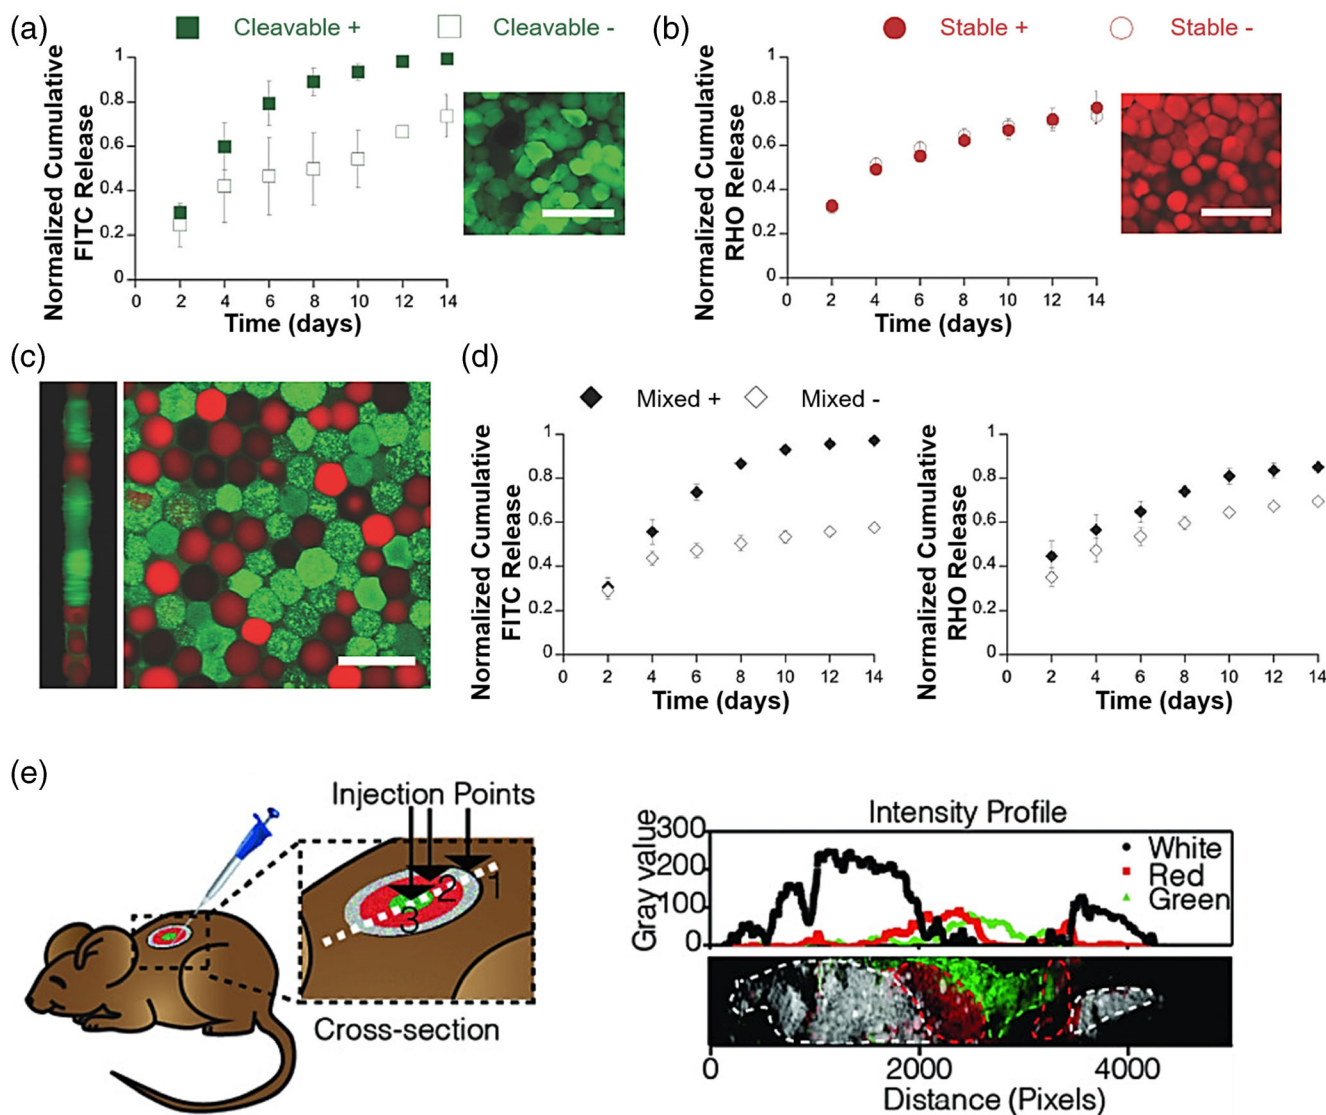 (a) Cleavable + Cleavable -
Normalized Cumulative
FITC Release
1
0.8
0.6
0.4
0.2
0
0 2 4 6 8 10 12 14
Time (days)
(b) Stable + Stable -
Normalized Cumulative
RHO Release
1
0.8
0.6
0.4
0.2
0
0 2 4 6 8 10 12 14
Time (days)
(c)
(d) Mixed + Mixed -
Normalized Cumulative
FITC Release
1
0.8
0.6
0.4
0.2
0
0 2 4 6 8 10 12 14
Time (days)
Normalized Cumulative
RHO Release
1
0.8
0.6
0.4
0.2
0
0 2 4 6 8 10 12 14
Time (days)
(e)
Injection Points
1
2
3
Cross-section
Intensity Profile
Gray value
300
200
100
0
White
Red
Green
0 2000 4000
Distance (Pixels)